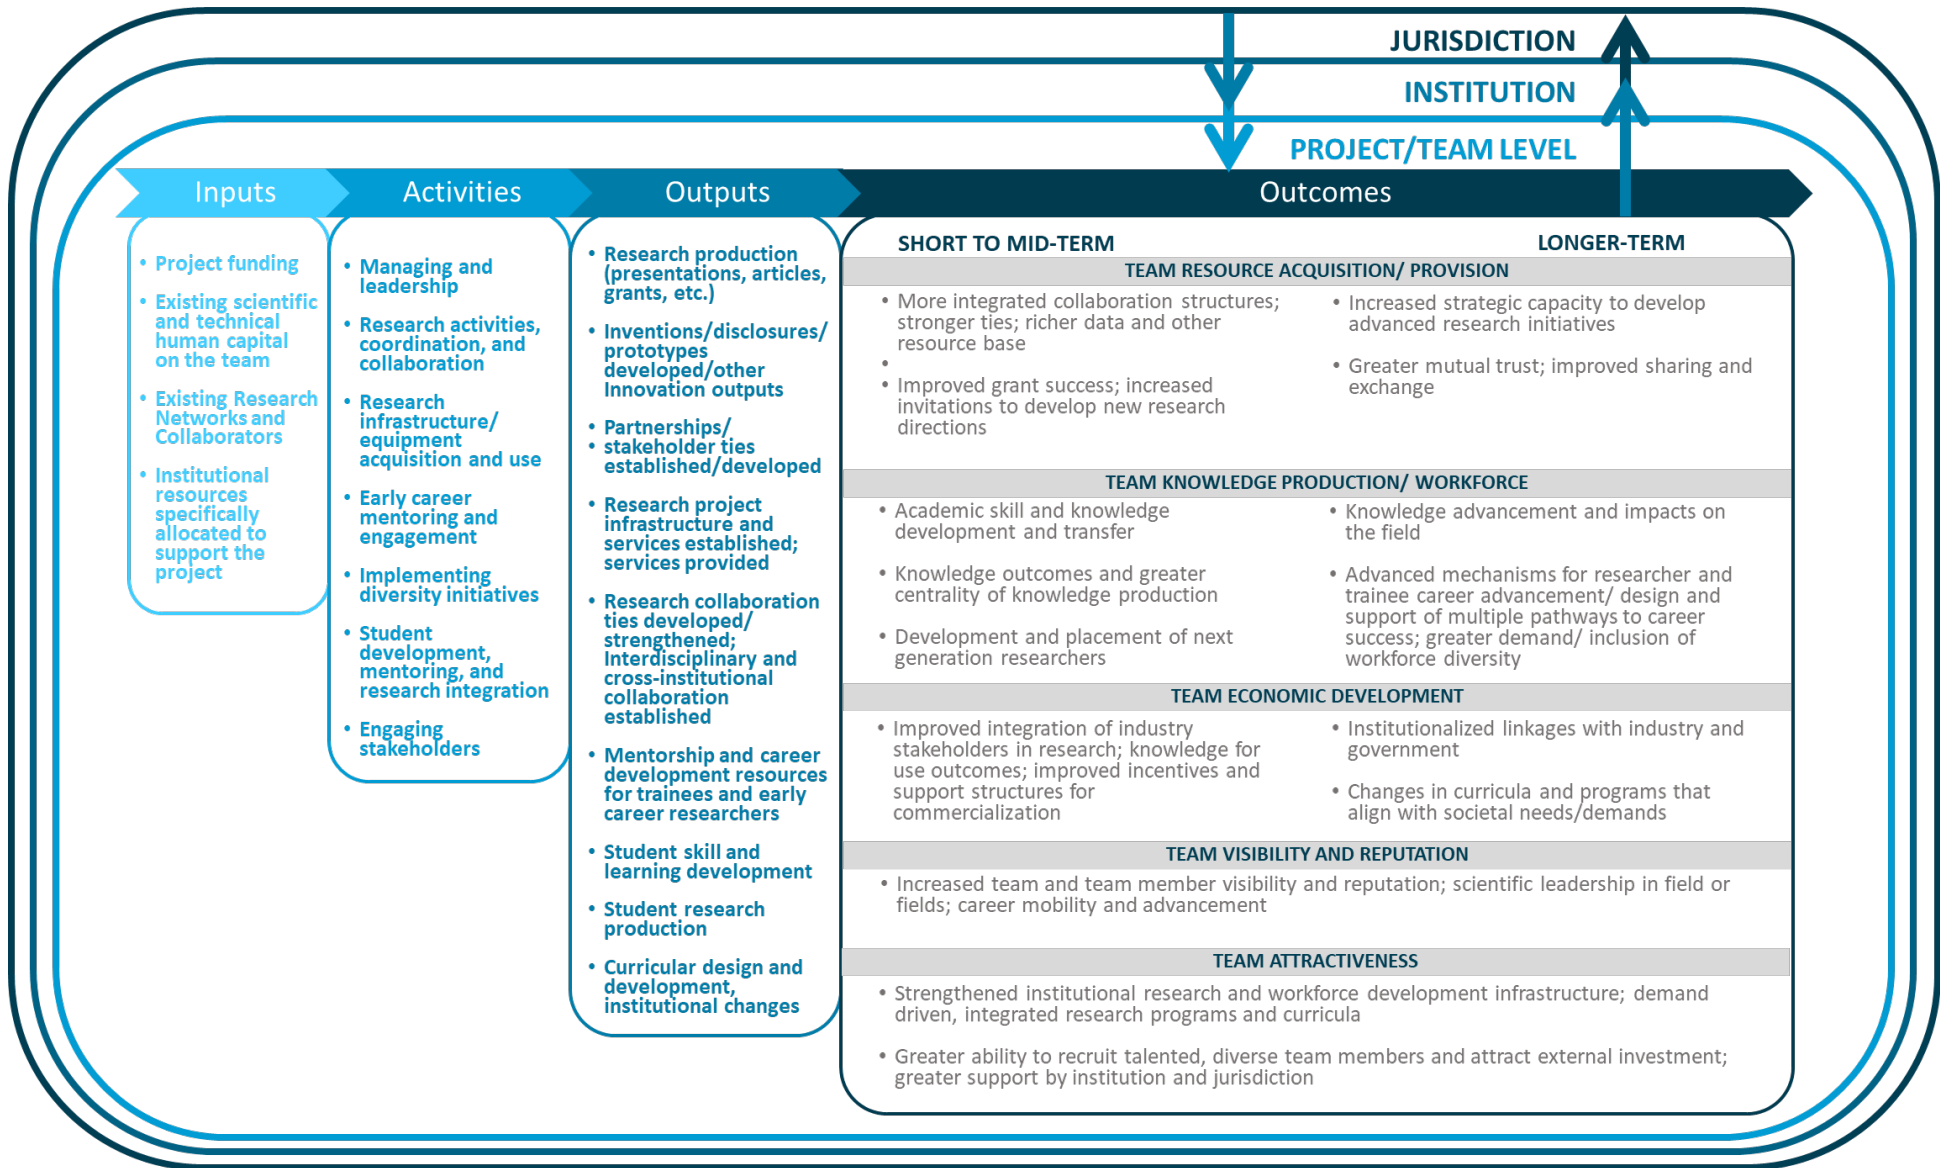 JURISDICTION
INSTITUTION
PROJECT/TEAM LEVEL
Inputs
Activities
Outputs
Outcomes
• Project funding
• Existing scientific
and technical
human capital
on the team
• Existing Research
Networks and
Collaborators
• Institutional
resources
specifically
allocated to
support the
project
• Managing and
leadership
• Research activities,
coordination, and
collaboration
• Research
infrastructure/
equipment
acquisition and use
• Early career
mentoring and
engagement
• Implementing
diversity initiatives
• Student
development,
mentoring, and
research integration
• Engaging
stakeholders
• Research production
(presentations, articles,
grants, etc.)
• Inventions/disclosures/
prototypes
developed/other
Innovation outputs
• Partnerships/
• stakeholder ties
established/developed
• Research project
infrastructure and
services established;
services provided
• Research collaboration
ties developed/
strengthened;
Interdisciplinary and
cross-institutional
collaboration
established
• Mentorship and career
development resources
for trainees and early
career researchers
• Student skill and
learning development
• Student research
production
• Curricular design and
development,
institutional changes
SHORT TO MID-TERM
LONGER-TERM
TEAM RESOURCE ACQUISITION/ PROVISION
• More integrated collaboration structures;
stronger ties; richer data and other
resource base
•
• Improved grant success; increased
invitations to develop new research
directions
• Increased strategic capacity to develop
advanced research initiatives
• Greater mutual trust; improved sharing and
exchange
TEAM KNOWLEDGE PRODUCTION/ WORKFORCE
• Academic skill and knowledge
development and transfer
• Knowledge outcomes and greater
centrality of knowledge production
• Development and placement of next
generation researchers
• Knowledge advancement and impacts on
the field
• Advanced mechanisms for researcher and
trainee career advancement/ design and
support of multiple pathways to career
success; greater demand/ inclusion of
workforce diversity
TEAM ECONOMIC DEVELOPMENT
• Improved integration of industry
stakeholders in research; knowledge for
use outcomes; improved incentives and
support structures for
commercialization
• Institutionalized linkages with industry and
government
• Changes in curricula and programs that
align with societal needs/demands
TEAM VISIBILITY AND REPUTATION
• Increased team and team member visibility and reputation; scientific leadership in field or
fields; career mobility and advancement
TEAM ATTRACTIVENESS
• Strengthened institutional research and workforce development infrastructure; demand
driven, integrated research programs and curricula
• Greater ability to recruit talented, diverse team members and attract external investment;
greater support by institution and jurisdiction